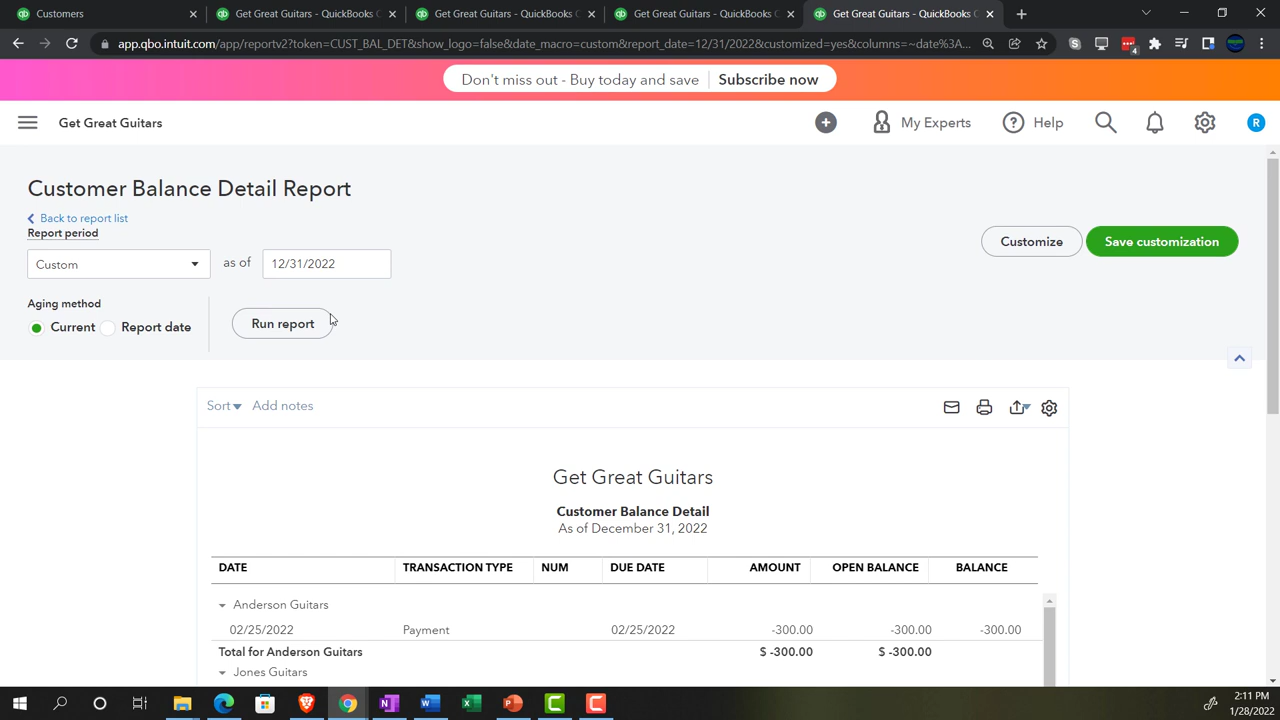 Customers
Get Great Guitars - QuickBooks C
Get Great Guitars - QuickBooks C
Get Great Guitars - QuickBooks C
Get Great Guitars - QuickBooks C
app.qbo.intuit.com/app/reportv2?token=CUST_BAL_DET&show_logo=false&date_macro=custom&report_date=12/31/2022&customized=yes&columns=~date%3A...
4
Don't miss out - Buy today and save Subscribe now
Get Great Guitars
My Experts
Help
R
Customer Balance Detail Report
Back to report list
Report period
Custom as of 12/31/2022
Customize Save customization
Aging method
Current Report date
Run report
Sort Add notes
Get Great Guitars
Customer Balance Detail
As of December 31, 2022
DATE TRANSACTION TYPE NUM DUE DATE AMOUNT OPEN BALANCE BALANCE
Anderson Guitars
02/25/2022 Payment 02/25/2022 -300.00 -300.00 -300.00
Total for Anderson Guitars $ -300.00 $ -300.00
Jones Guitars
2:11 PM
1/28/2022